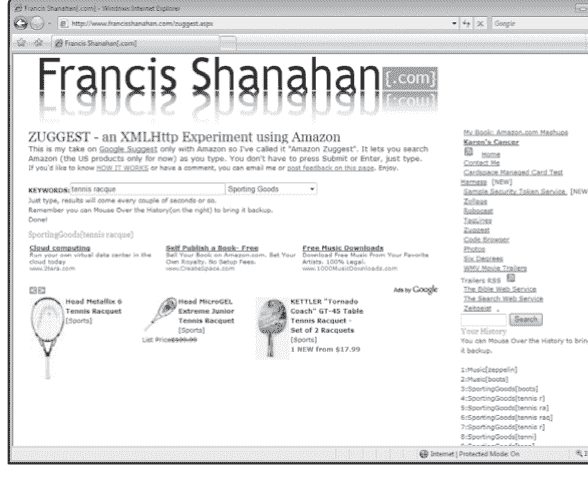 Francis Shanahan[.com] - Windows Internet Explorer
http://www.francisshanahan.com/zuggest.aspx
Google
Francis Shanahan[.com]
Francis Shanahan[.com]
ZUGGEST - an XMLHttp Experiment using Amazon
This is my take on Google Suggest only with Amazon so I've called it "Amazon Zuggest". It lets you search
Amazon (the US products only for now) as you type. You don't have to press Submit or Enter, just type.
If you'd like to know HOW IT WORKS or have a comment, you can email me or post feedback on this page. Enjoy.
KEYWORDS: tennis racque Sporting Goods
Just type, results will come every couple of seconds or so.
Remember you can Mouse Over the History(on the right) to bring it backup.
Done!
SportingGoods[tennis racque]
Cloud computing
Run your own virtual data center in the
cloud today
www.3tera.com
Self Publish a Book- Free
Sell Your Book on Amazon.com. Set Your
Own Royalty. No Setup Fees.
www.CreateSpace.com
Free Music Downloads
Download Free Music From Your Favorite
Artists. 100% Legal.
www.1000MusicDownloads.com
Ads by Google
Head Metallix 6
Tennis Racquet
[Sports]
Head MicroGEL
Extreme Junior
Tennis Racquet
[Sports]
List Price$100.00
KETTLER "Tornado
Coach" GT-45 Table
Tennis Racquet -
Set of 2 Racquets
[Sports]
1 NEW from $17.99
My Book: Amazon.com Mashups
Karen's Cancer
Home
Contact Me
Cardspace Managed Card Test
Harness [NEW]
Sample Security Token Service [NEW
Zollage
Robocast
TagLines
Zuggest
Code Browser
Photos
Six Degrees
WMV Movie Trailers
Trailers RSS
The Bible Web Service
The Search Web Service
Zeitgeist
Search
Your History
You can Mouse Over the History to brin
it backup.
1:Music[zeppelin]
2:Music[boots]
3:SportingGoods[boots]
4:SportingGoods[tennis r]
5:SportingGoods[tennis ra]
6:SportingGoods[tennis raq]
7:SportingGoods[tennis r]
8:SportingGoods[tenni]
Internet | Protected Mode: On